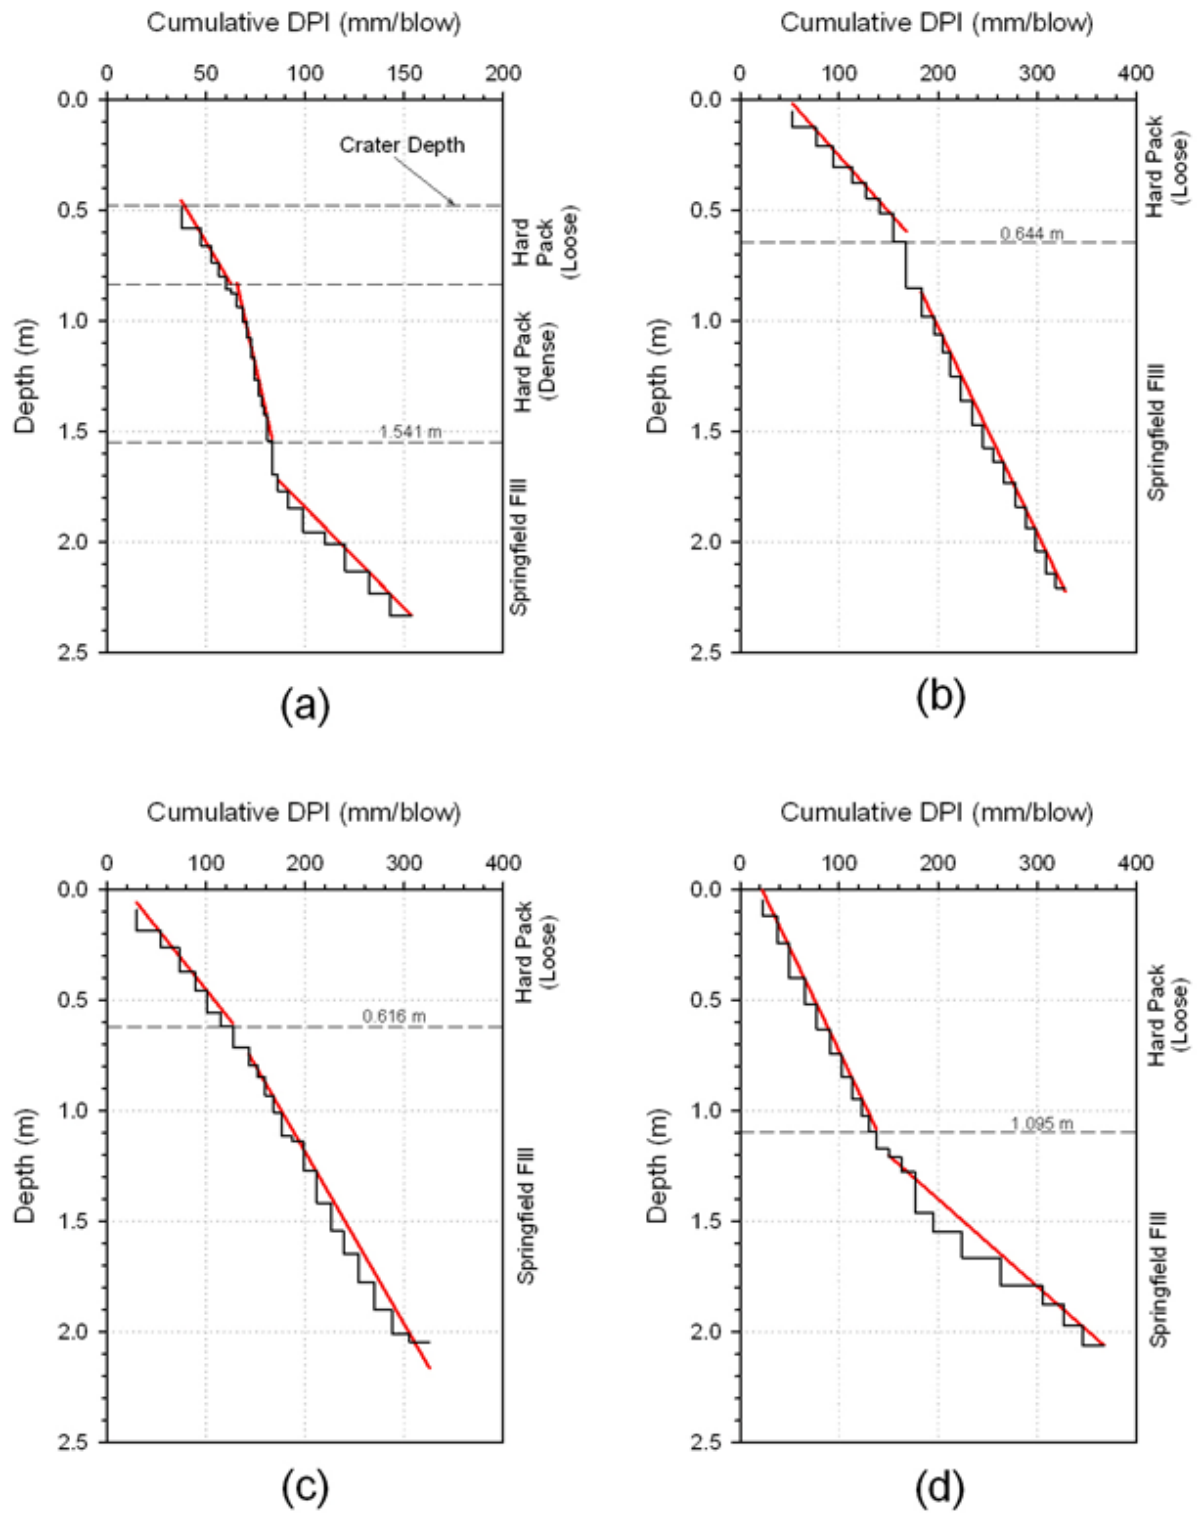 Cumulative DPI (mm/blow)
0 50 100 150 200
0.0
0.5
1.0
1.5
2.0
2.5
Depth (m)
Crater Depth
1.541 m
Hard
Pack
(Loose)
Hard Pack
(Dense)
Springfield FIll
(a)
Cumulative DPI (mm/blow)
0 100 200 300 400
0.0
0.5
1.0
1.5
2.0
2.5
Depth (m)
0.644 m
Hard Pack
(Loose)
Springfield FIll
(b)
Cumulative DPI (mm/blow)
0 100 200 300 400
0.0
0.5
1.0
1.5
2.0
2.5
Depth (m)
0.616 m
Hard Pack
(Loose)
Springfield FIll
(c)
Cumulative DPI (mm/blow)
0 100 200 300 400
0.0
0.5
1.0
1.5
2.0
2.5
Depth (m)
1.095 m
Hard Pack
(Loose)
Springfield FIll
(d)